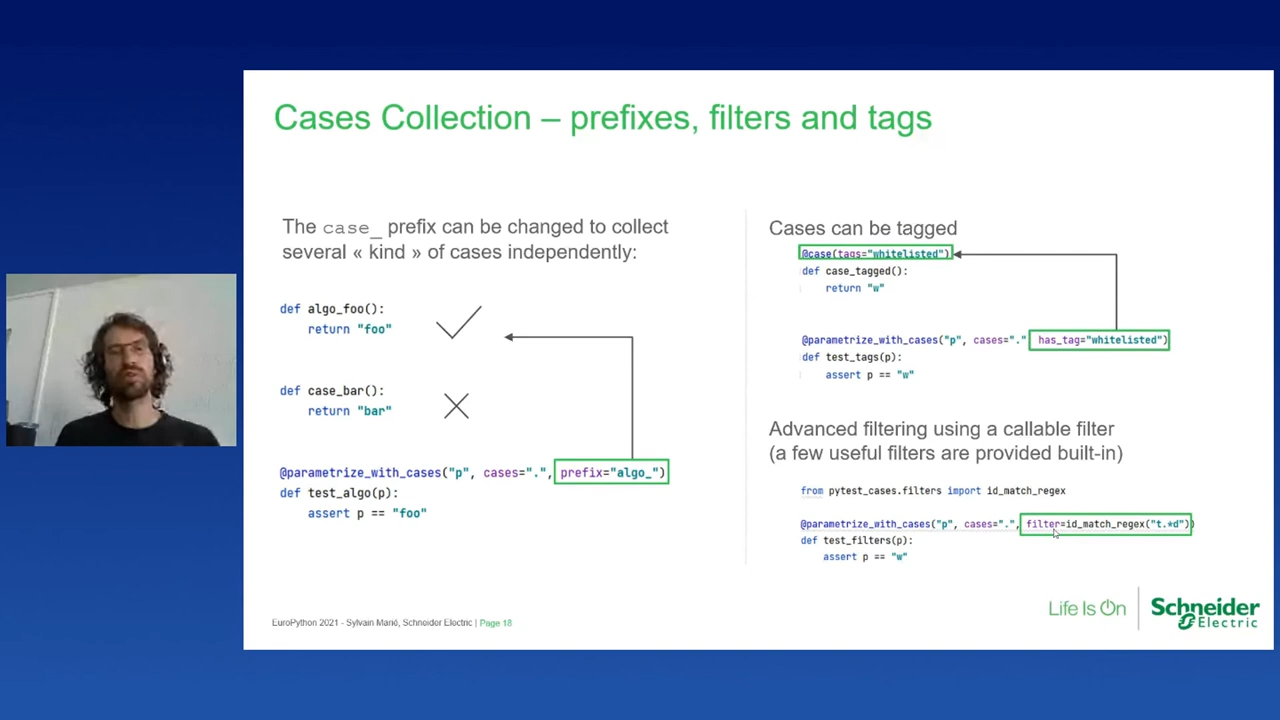 Cases Collection – prefixes, filters and tags
The case_ prefix can be changed to collect
several « kind » of cases independently:
def algo_foo():
return "foo"
def case_bar():
return "bar"
@parametrize_with_cases("p", cases=".", prefix="algo_")
def test_algo(p):
assert p == "foo"
Cases can be tagged
@case(tags="whitelisted")
def case_tagged():
return "w"
@parametrize_with_cases("p", cases="." has_tag="whitelisted")
def test_tags(p):
assert p == "w"
Advanced filtering using a callable filter
(a few useful filters are provided built-in)
from pytest_cases.filters import id_match_regex
@parametrize_with_cases("p", cases=".", filter=id_match_regex("t.*d"))
def test_filters(p):
assert p == "w"
EuroPython 2021 - Sylvain Marié, Schneider Electric | Page 18
Life Is On
Schneider
Electric